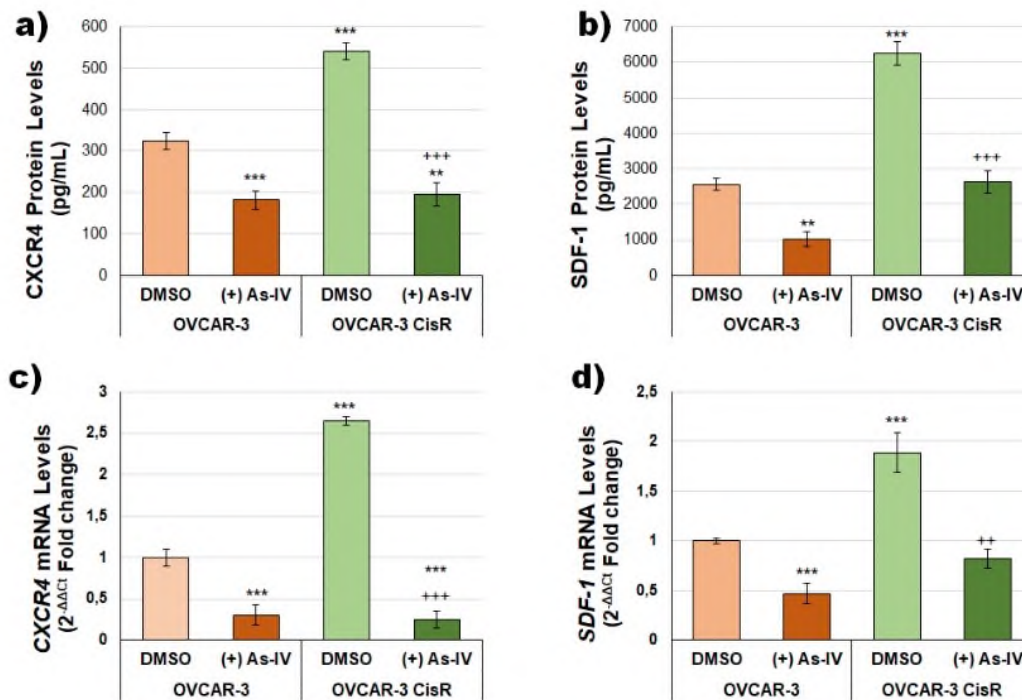 a)
CXCR4 Protein Levels
(pg/mL)
600
500
400
300
200
100
0
***
***
+++
**
DMSO (+) As-IV DMSO (+) As-IV
OVCAR-3 OVCAR-3 CisR
b)
SDF-1 Protein Levels
(pg/mL)
7000
6000
5000
4000
3000
2000
1000
0
**
***
+++
DMSO (+) As-IV DMSO (+) As-IV
OVCAR-3 OVCAR-3 CisR
c)
CXCR4 mRNA Levels
(2-ΔΔCt Fold change)
3
2,5
2
1,5
1
0,5
0
***
***
***
+++
DMSO (+) As-IV DMSO (+) As-IV
OVCAR-3 OVCAR-3 CisR
d)
SDF-1 mRNA Levels
(2-ΔΔCt Fold change)
2,5
2
1,5
1
0,5
0
***
***
++
DMSO (+) As-IV DMSO (+) As-IV
OVCAR-3 OVCAR-3 CisR